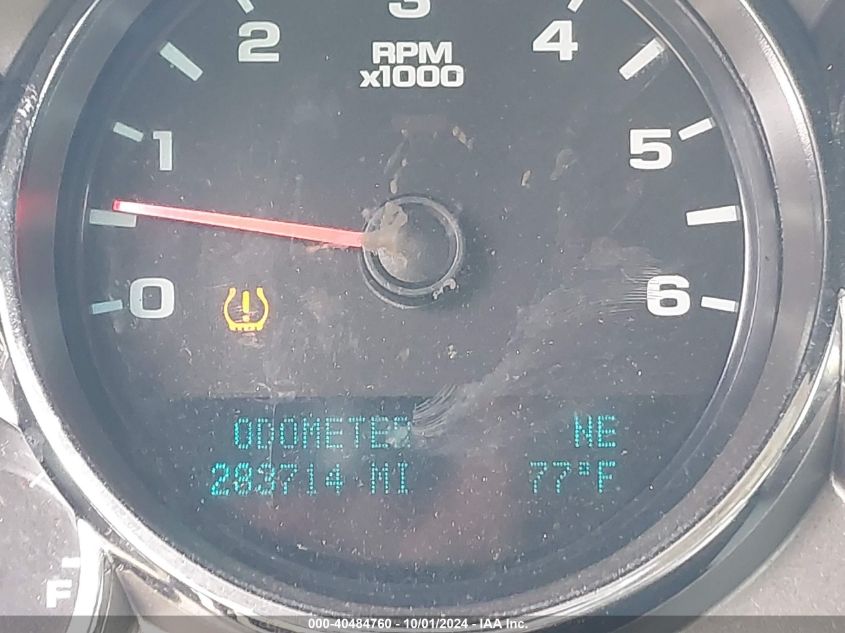 3
2
4
RPM
x1000
1
5
0
6
ODOMETER
NE
283714 MI
77°F
F
000-40484760 - 10/01/2024 - IAA Inc.